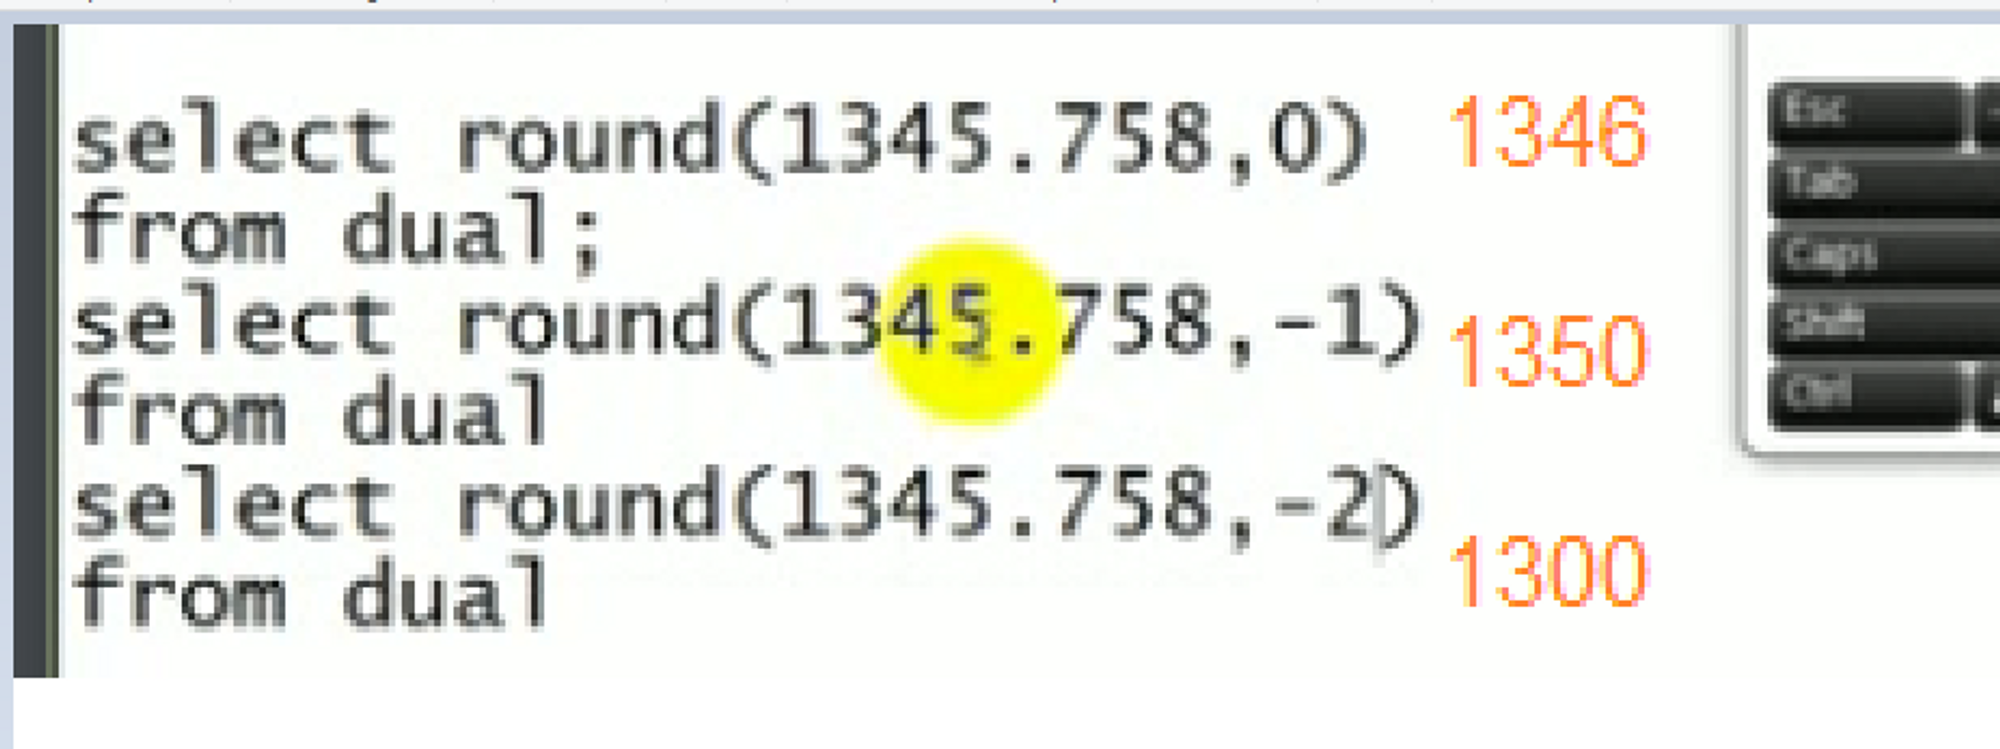 select round(1345.758,0) 1346
from dual;
select round(1345.758,-1) 1350
from dual
select round(1345.758,-2) 1300
from dual
Esc
Tab
Caps
Shift
Ctrl